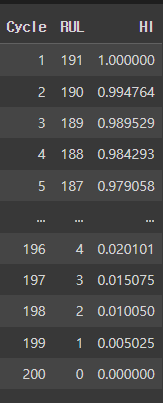 Cycle RUL HI
1 191 1.000000
2 190 0.994764
3 189 0.989529
4 188 0.984293
5 187 0.979058
… … …
196 4 0.020101
197 3 0.015075
198 2 0.010050
199 1 0.005025
200 0 0.000000